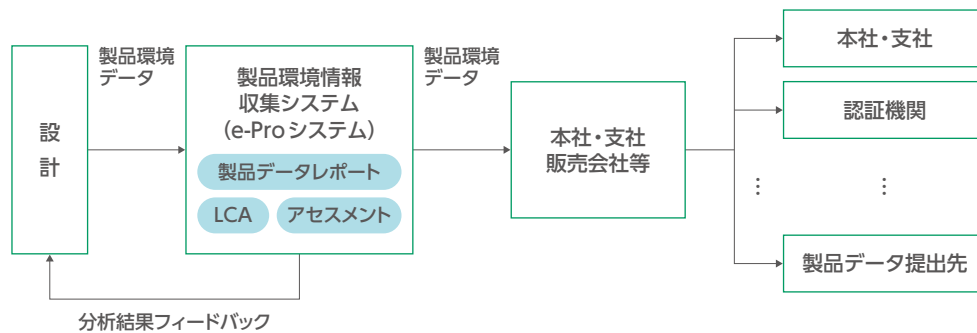 設
計
製品環境
データ
製品環境情報
収集システム
（e-Proシステム）
製品データレポート
LCA
アセスメント
製品環境
データ
本社・支社
販売会社等
本社・支社
認証機関
⋮
⋮
製品データ提出先
分析結果フィードバック